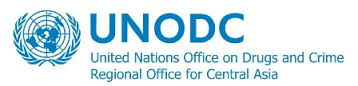 UNODC
United Nations Office on Drugs and Crime
Regional Office for Central Asia